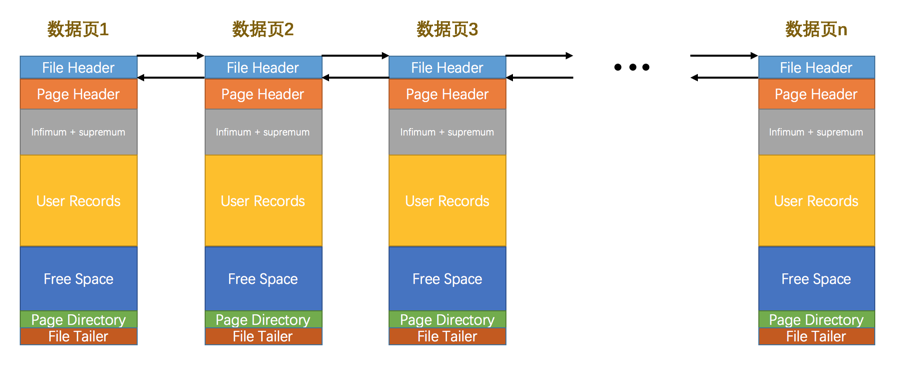 数据页1
数据页2
数据页3
数据页n
File Header
File Header
File Header
File Header
Page Header
Page Header
Page Header
Page Header
Infimum + supremum
Infimum + supremum
Infimum + supremum
Infimum + supremum
User Records
User Records
User Records
User Records
Free Space
Free Space
Free Space
Free Space
Page Directory
Page Directory
Page Directory
Page Directory
File Tailer
File Tailer
File Tailer
File Tailer